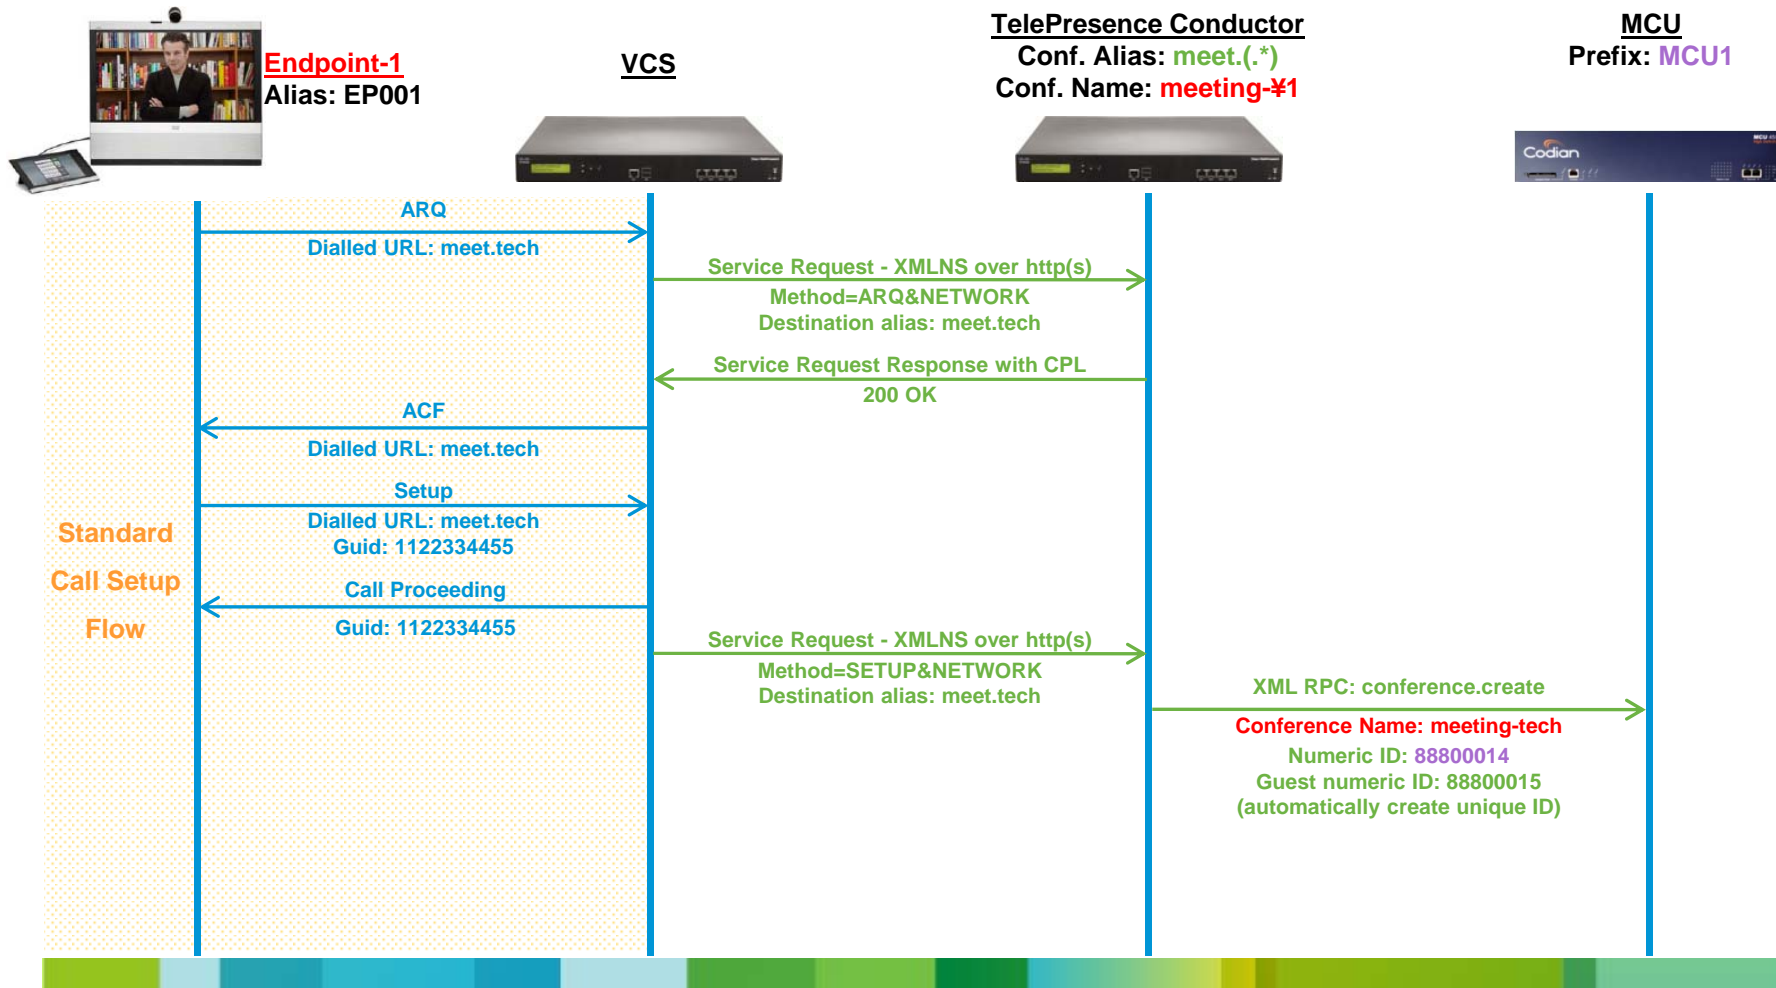 Endpoint-1
Alias: EP001
VCS
TelePresence Conductor
Conf. Alias: meet.(.*)
Conf. Name: meeting-¥1
MCU
Prefix: MCU1
Codian
ARQ
Dialled URL: meet.tech
Service Request - XMLNS over http(s)
Method=ARQ&NETWORK
Destination alias: meet.tech
Service Request Response with CPL
200 OK
ACF
Dialled URL: meet.tech
Setup
Dialled URL: meet.tech
Guid: 1122334455
Standard
Call Setup
Flow
Call Proceeding
Guid: 1122334455
Service Request - XMLNS over http(s)
Method=SETUP&NETWORK
Destination alias: meet.tech
XML RPC: conference.create
Conference Name: meeting-tech
Numeric ID: 88800014
Guest numeric ID: 88800015
(automatically create unique ID)